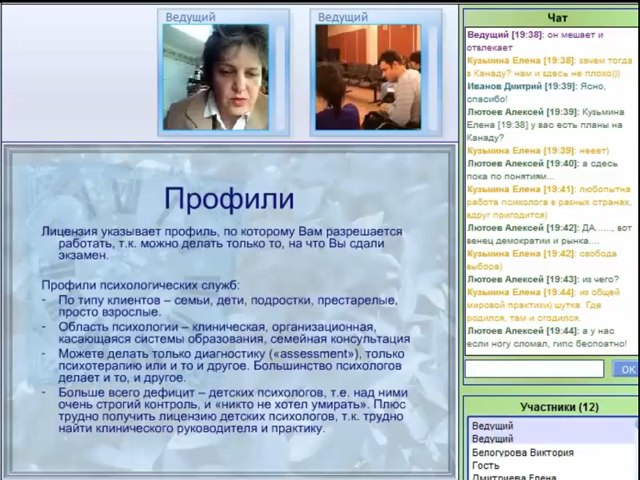 Ведущий
Ведущий
Профили
Лицензия указывает профиль, по которому Вам разрешается
работать, т.к. можно делать только то, на что Вы сдали
экзамен.
Профили психологических служб:
- По типу клиентов – семьи, дети, подростки, престарелые,
просто взрослые.
- Область психологии – клиническая, организационная,
касающаяся системы образования, семейная консультация
- Можете делать только диагностику («assessment»), только
психотерапию или и то и другое. Большинство психологов
делает и то, и другое.
- Больше всего дефицит – детских психологов, т.е. над ними
очень строгий контроль, и «никто не хотел умирать». Плюс
трудно получить лицензию детских психологов, т.к. трудно
найти клинического руководителя и практику.
Чат
Ведущий [19:38]: он мешает и
отвлекает
Кузьмина Елена [19:38]: зачем тогда
в Канаду? нам и здесь не плохо)))
Иванов Дмитрий [19:39]: Ясно,
спасибо!
Лютоев Алексей [19:39]: Кузьмина
Елена [19:38] у вас есть планы на
Канаду?
Кузьмина Елена [19:39]: неет)
Лютоев Алексей [19:40]: а здесь
пока по понятиям...
Кузьмина Елена [19:41]: любопытна
работа психолога в разных странах,
вдруг пригодится)
Лютоев Алексей [19:42]: ДА......, вот
венец демократии и рынка....
Кузьмина Елена [19:42]: свобода
выбора)
Лютоев Алексей [19:43]: из чего?
Кузьмина Елена [19:44]: из общей
мировой практики) шутка. Где
родился, там и сгодился.
Лютоев Алексей [19:44]: а у нас
если ногу сломал, гипс бесплатно!
OK
Участники (12)
Ведущий
Ведущий
Белогурова Виктория
Гость
Дмитриева Елена